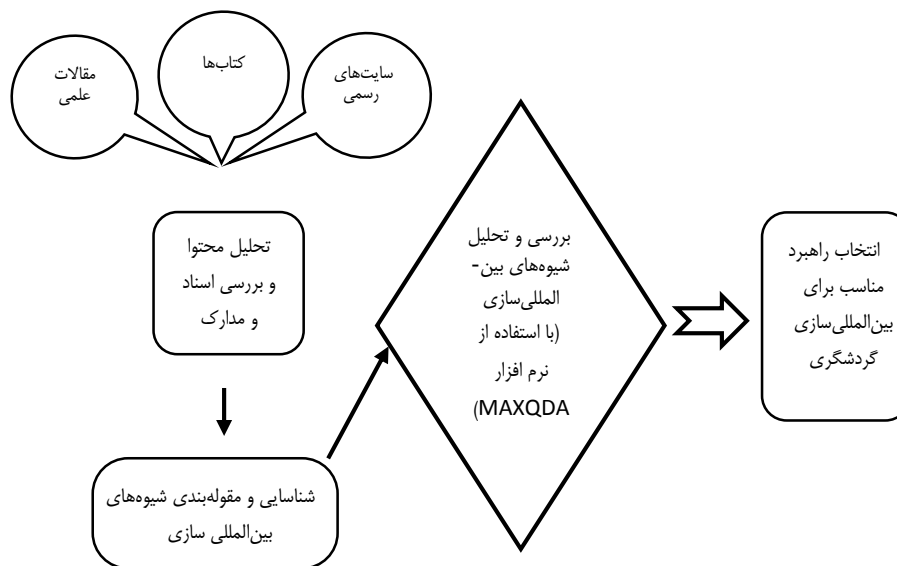 سایت‌های
رسمی
کتاب‌ها
مقالات
علمی
تحلیل محتوا
و بررسی اسناد
و مدارک
شناسایی و مقوله‌بندی شیوه‌های
بین‌المللی سازی
بررسی و تحلیل
شیوه‌های بین-
المللی‌سازی
(با استفاده از
نرم افزار
MAXQDA)
انتخاب راهبرد
مناسب برای
بین‌المللی‌سازی
گردشگری